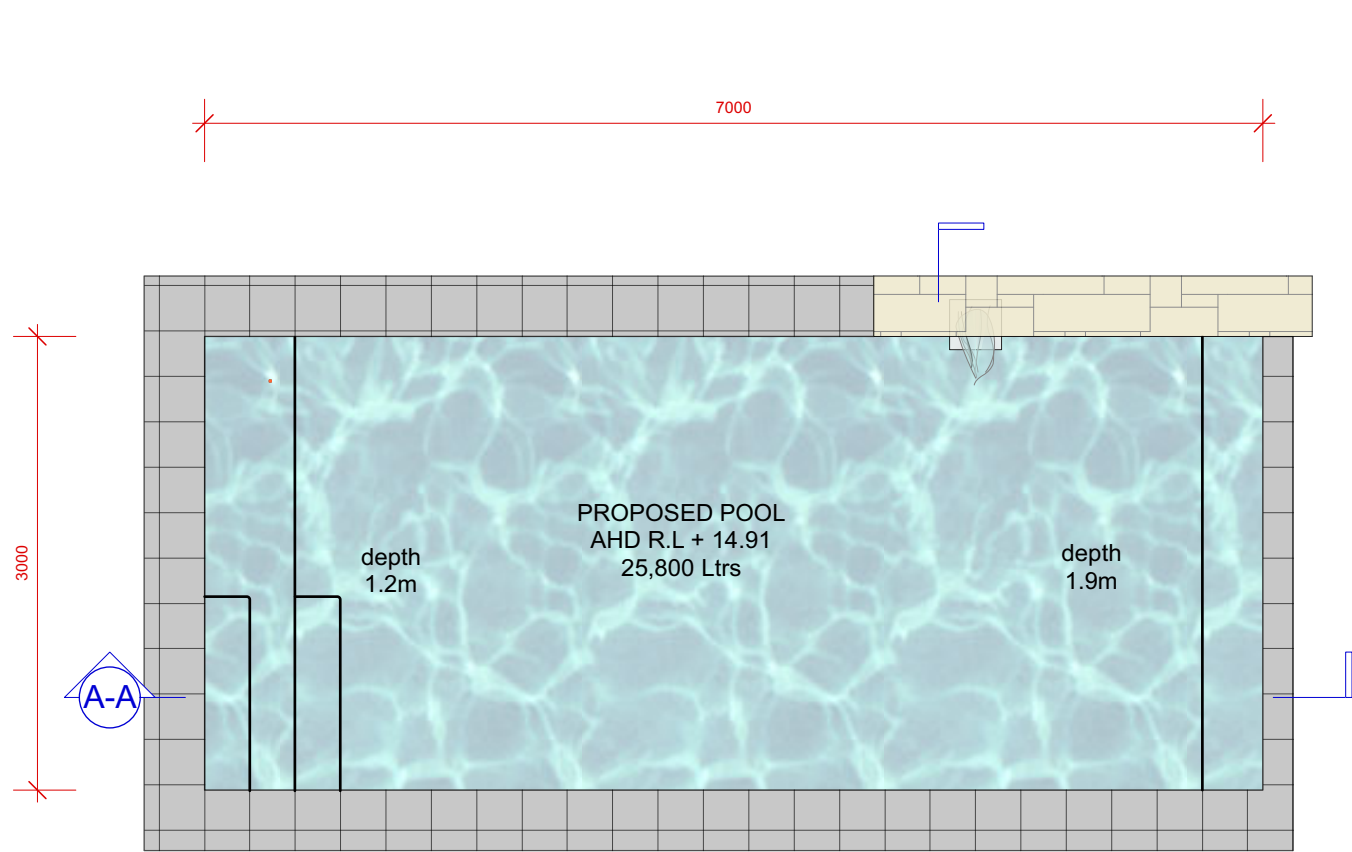 7000
3000
PROPOSED POOL
AHD R.L + 14.91
25,800 Ltrs
depth
1.2m
depth
1.9m
A-A